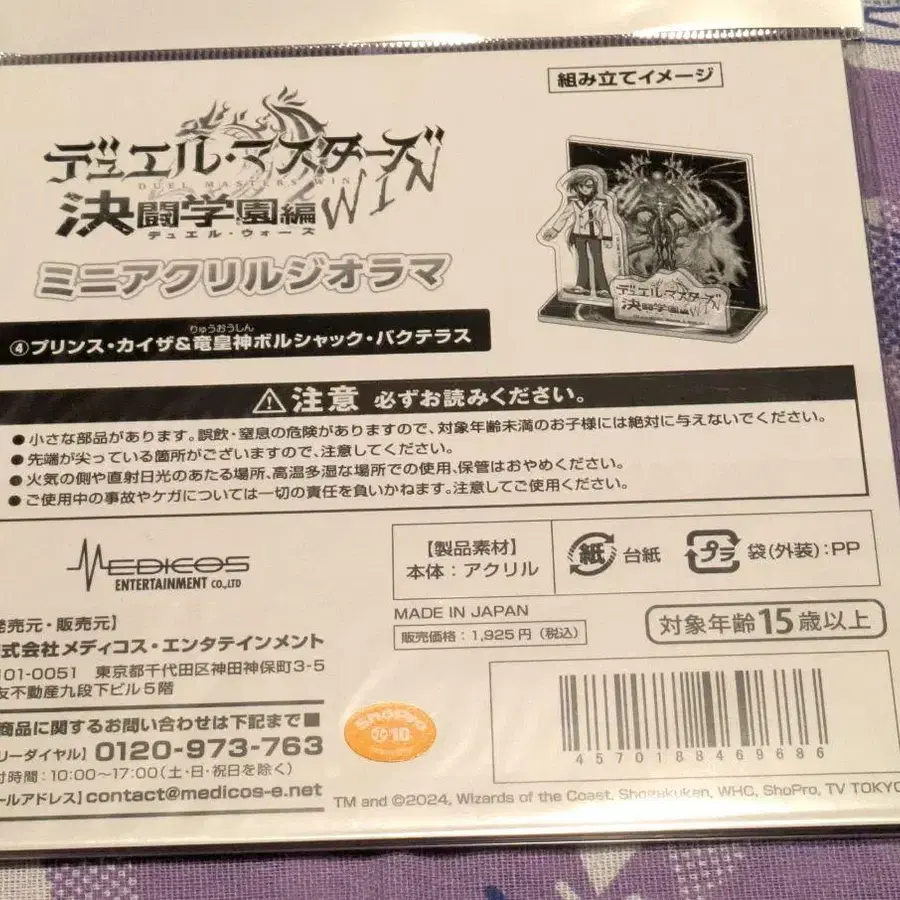 組み立てイメージ
デュエル・マスターズ WIN
DUEL MASTERS WIN
決闘学園編
デュエル・ウォーズ
ミニアクリルジオラマ
デュエル・マスターズ
決闘学園編 WIN
りゅうおうしん
④プリンス・カイザ&竜皇神ボルシャック・バクテラス
注意 必ずお読みください。
●小さな部品があります。誤飲・窒息の危険がありますので、対象年齢未満のお子様には絶対に与えないでください。
●先端が尖っている箇所がございますので、注意してください。
●火気の側や直射日光のあたる場所、高温多湿な場所での使用、保管はおやめください。
●ご使用中の事故やケガについては一切の責任を負いかねます。注意してご使用ください。
MEDICOS
ENTERTAINMENT CO.,LTD
【製品素材】
本体:アクリル
紙 台紙
プラ 袋(外装):PP
MADE IN JAPAN
販売価格:1,925円(税込)
対象年齢15歳以上
発売元・販売元】
式会社メディコス・エンタテインメント
01-0051 東京都千代田区神田神保町3-5
友不動産九段下ビル5階
商品に関するお問い合わせは下記まで■
リーダイヤル】0120-973-763
付時間:10:00~17:00(土・日・祝日を除く)
ールアドレス】contact@medicos-e.net
ShoPro
4570188469686
TM and ©2024, Wizards of the Coast, Shogakukan, WHC, ShoPro, TV TOKYO